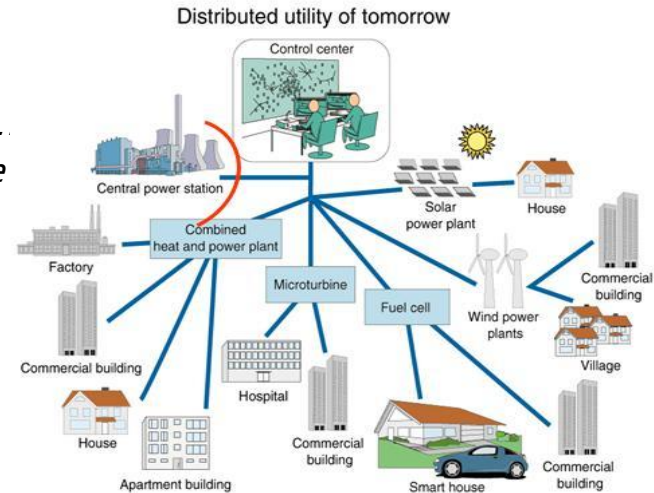 Distributed utility of tomorrow
Control center
Central power station
Solar
power plant
House
Combined
heat and power plant
Factory
Microturbine
Fuel cell
Wind power
plants
Commercial
building
Village
Commercial building
Hospital
House
Commercial
building
Apartment building
Smart house
Commercial
building